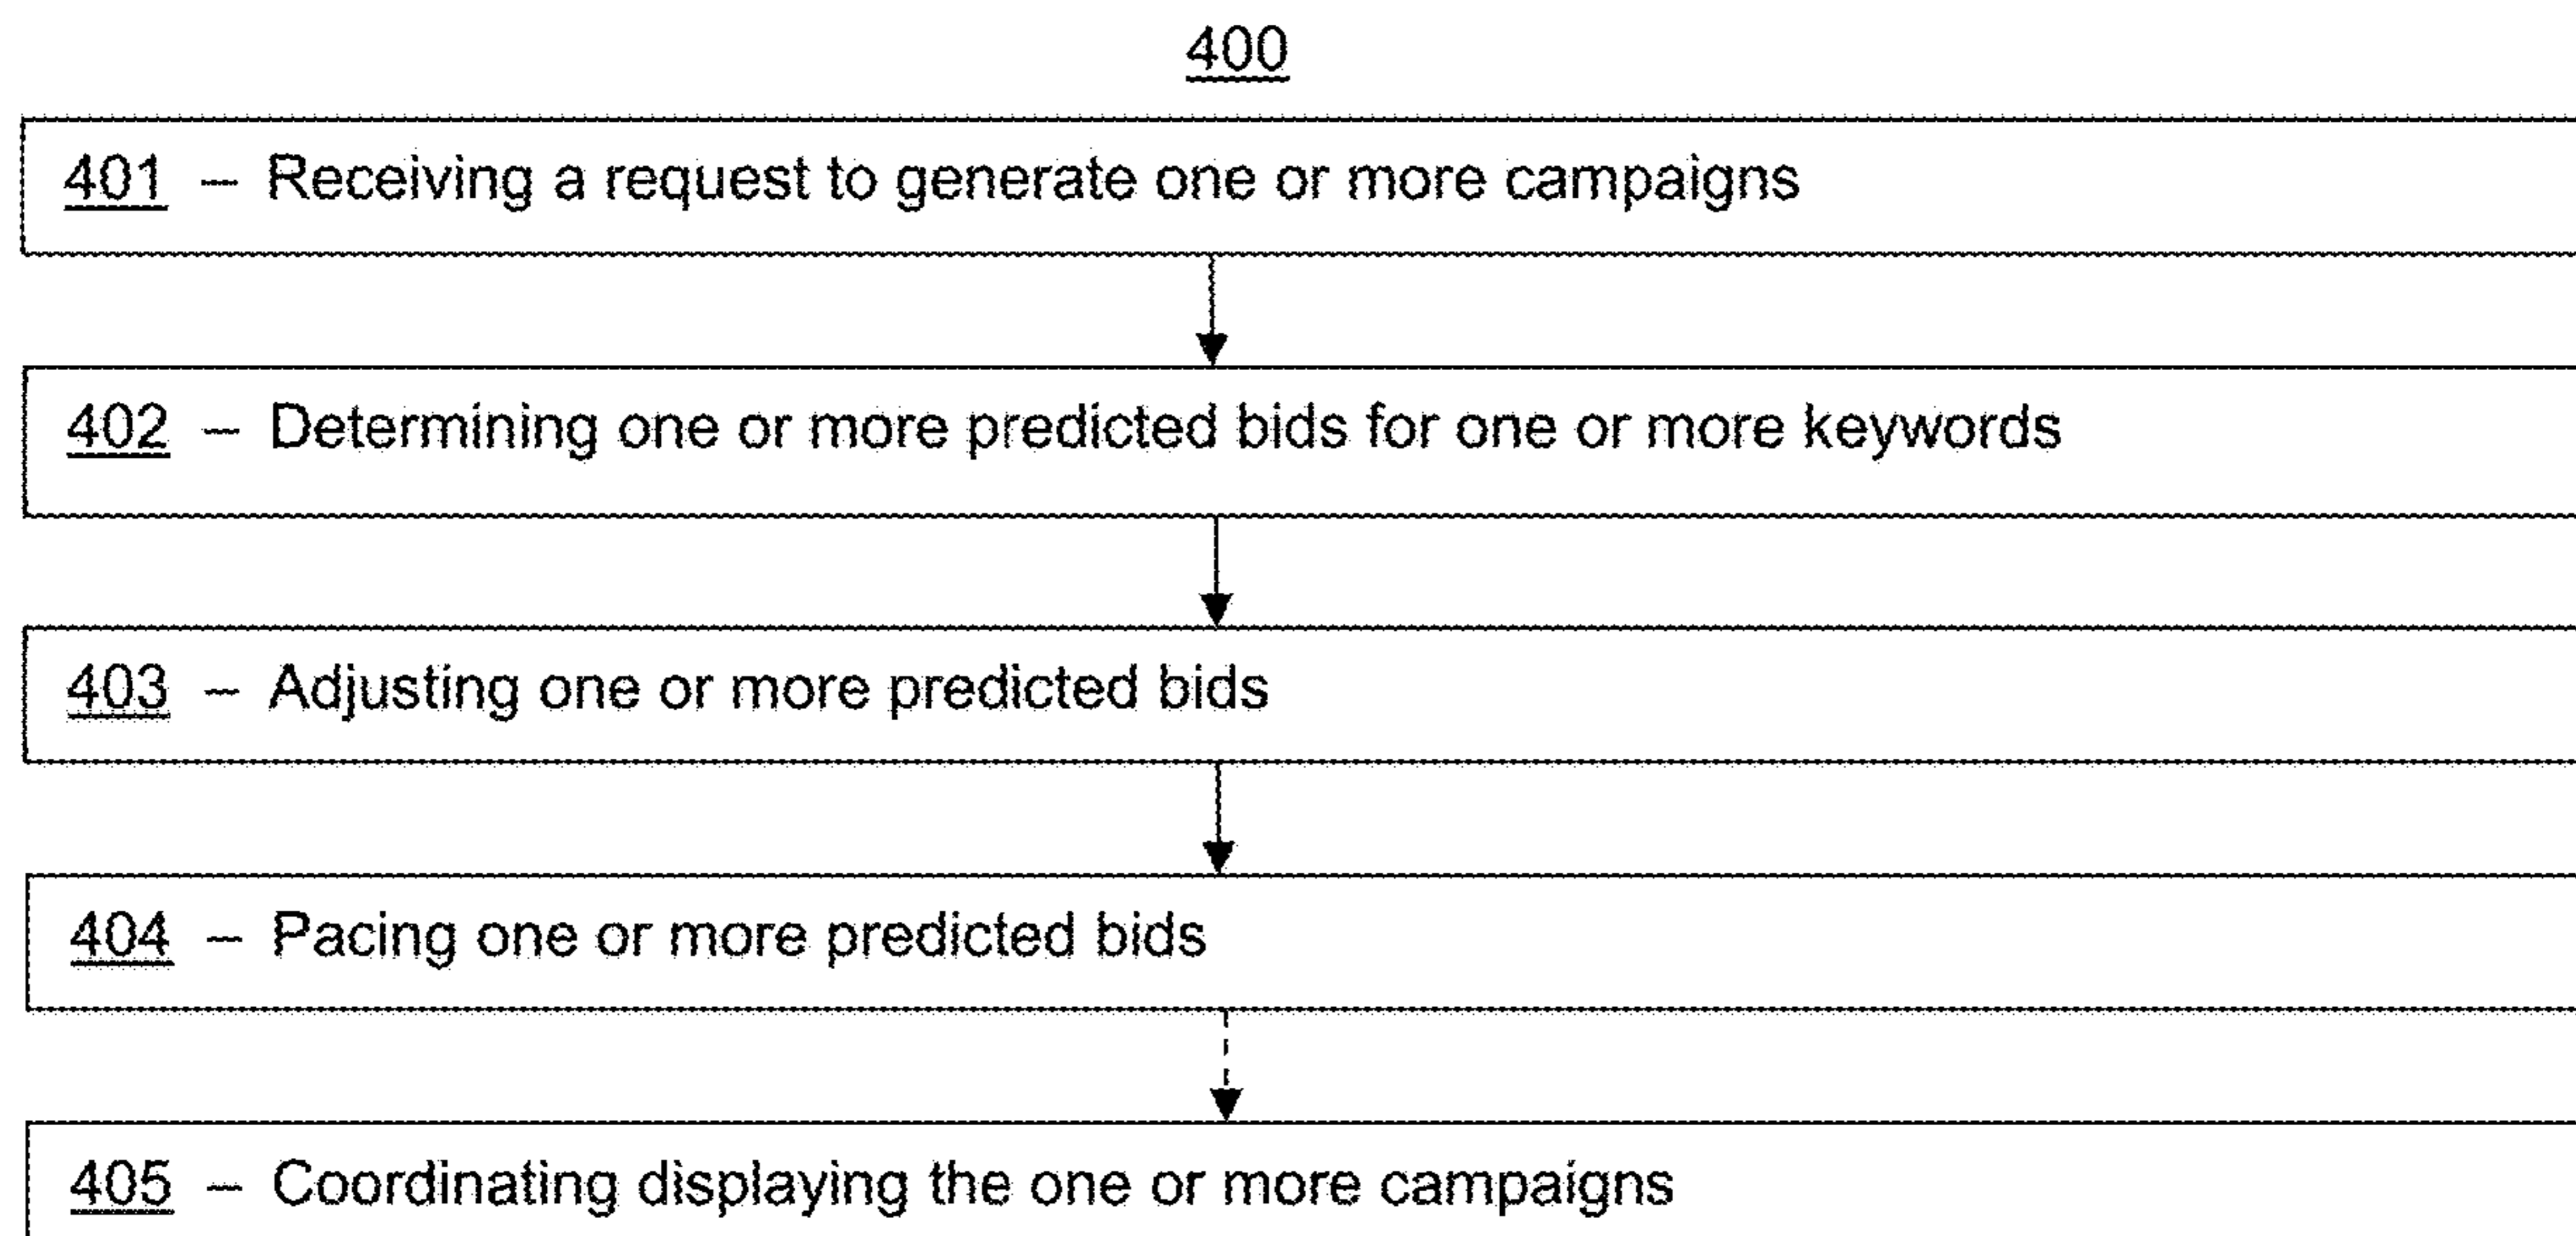 400
401 – Receiving a request to generate one or more campaigns
402 – Determining one or more predicted bids for one or more keywords
403 – Adjusting one or more predicted bids
404 – Pacing one or more predicted bids
405 – Coordinating displaying the one or more campaigns